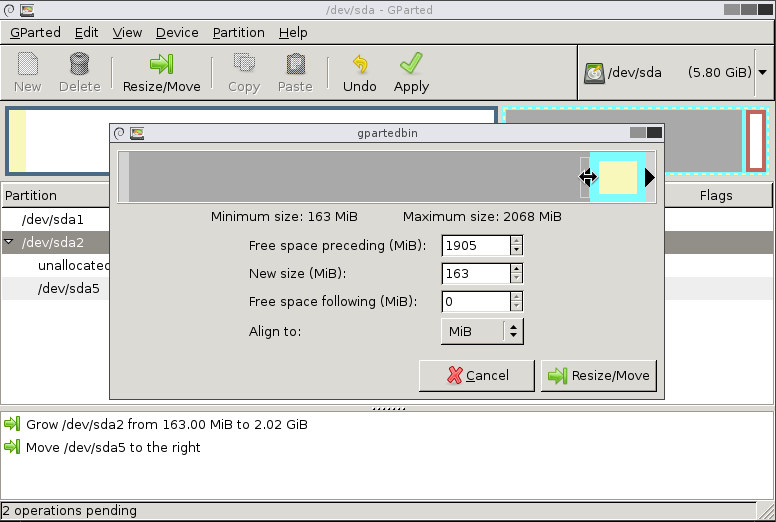 /dev/sda - GParted
GParted Edit View Device Partition Help
New Delete Resize/Move Copy Paste Undo Apply /dev/sda (5.80 GiB)
gpartedbin
Partition Flags
Minimum size: 163 MiB Maximum size: 2068 MiB
/dev/sda1
/dev/sda2
unallocated
/dev/sda5
Free space preceding (MiB): 1905
New size (MiB): 163
Free space following (MiB): 0
Align to: MiB
Cancel Resize/Move
Grow /dev/sda2 from 163.00 MiB to 2.02 GiB
Move /dev/sda5 to the right
2 operations pending